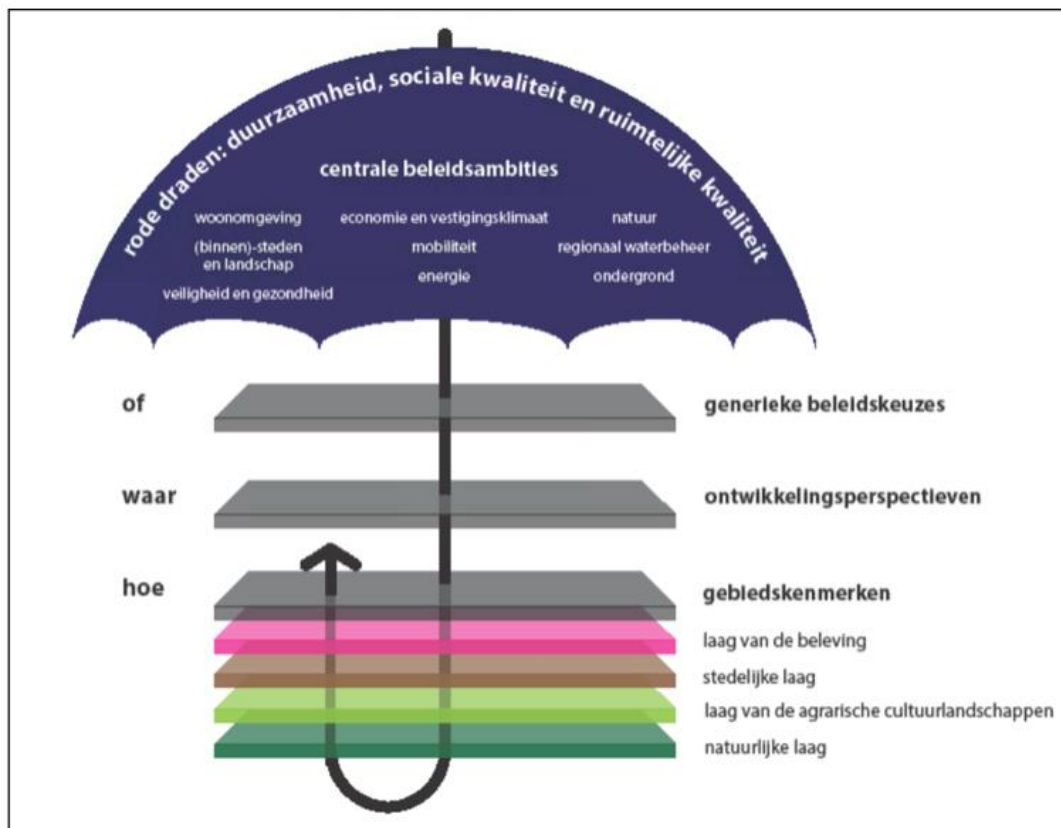 rode draden: duurzaamheid, sociale kwaliteit en ruimtelijke kwaliteit
centrale beleidsambities
woonomgeving
(binnen)-steden
en landschap
veiligheid en gezondheid
economie en vestigingsklimaat
mobiliteit
energie
natuur
regionaal waterbeheer
ondergrond
of
generieke beleidskeuzes
waar
ontwikkelingsperspectieven
hoe
gebiedskenmerken
laag van de beleving
stedelijke laag
laag van de agrarische cultuurlandschappen
natuurlijke laag